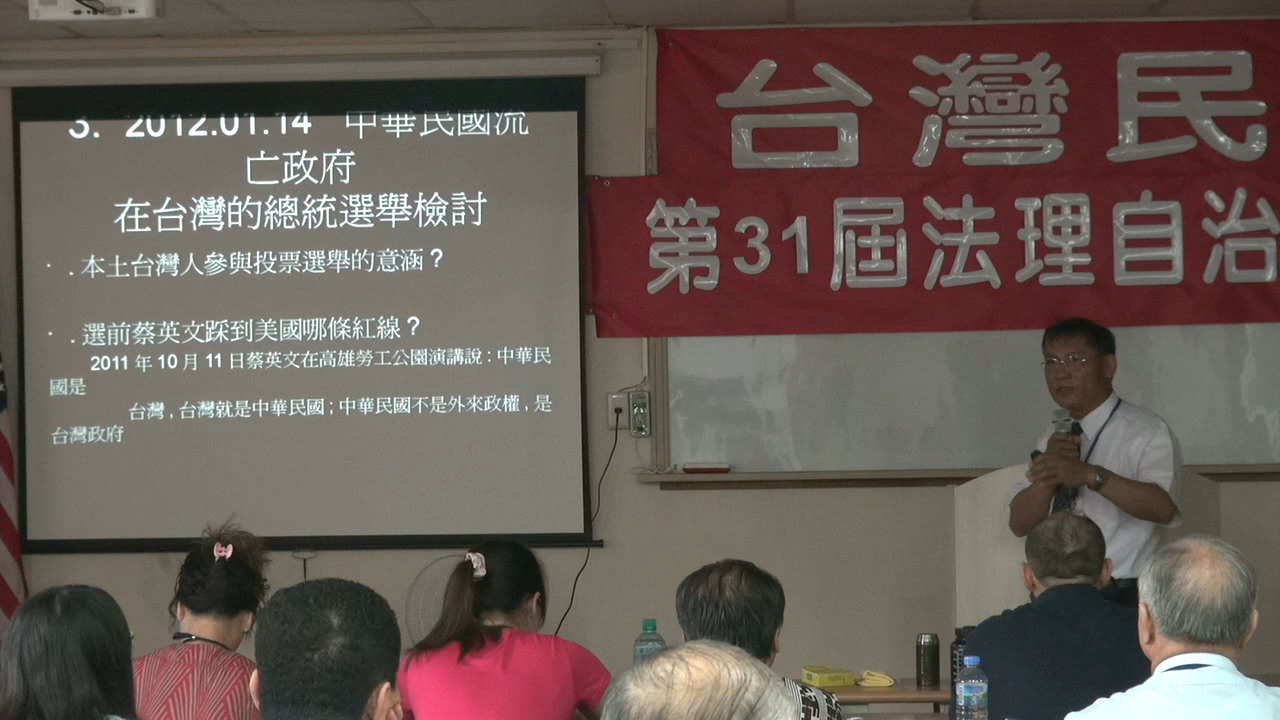 3. 2012.01.14 中華民國流
亡政府
在台灣的總統選舉檢討
· . 本土台灣人參與投票選舉的意涵?
· . 選前蔡英文踩到美國哪條紅線?
2011 年 10 月 11 日蔡英文在高雄勞工公園演講說 : 中華民
國是
台灣 , 台灣就是中華民國 ; 中華民國不是外來政權 , 是
台灣政府
台灣民
第31屆法理自治